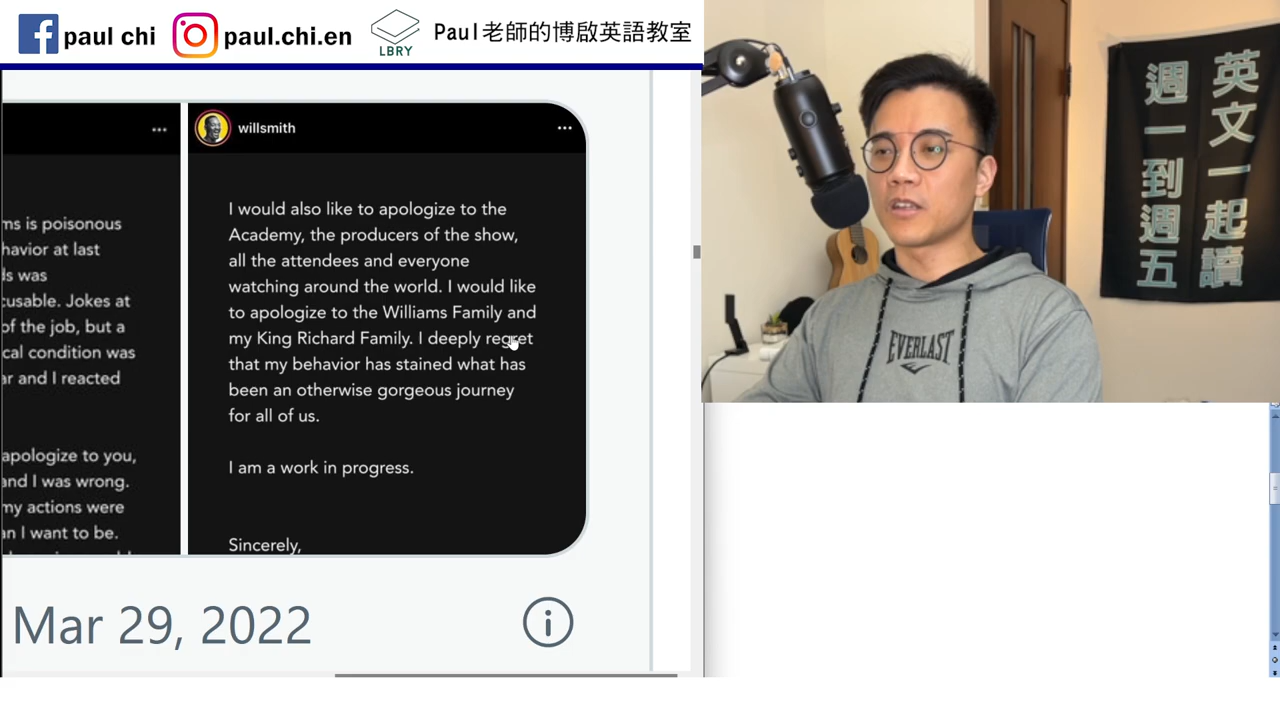 paul chi
paul.chi.en
LBRY
Paul老師的博啟英語教室
ms is poisonous
havior at last
ds was
cusable. Jokes at
of the job, but a
cal condition was
ar and I reacted
apologize to you,
and I was wrong.
my actions were
an I want to be.
willsmith
I would also like to apologize to the
Academy, the producers of the show,
all the attendees and everyone
watching around the world. I would like
to apologize to the Williams Family and
my King Richard Family. I deeply regret
that my behavior has stained what has
been an otherwise gorgeous journey
for all of us.
I am a work in progress.
Sincerely,
Mar 29, 2022
英文一起讀
週一到週五
EVERLAST